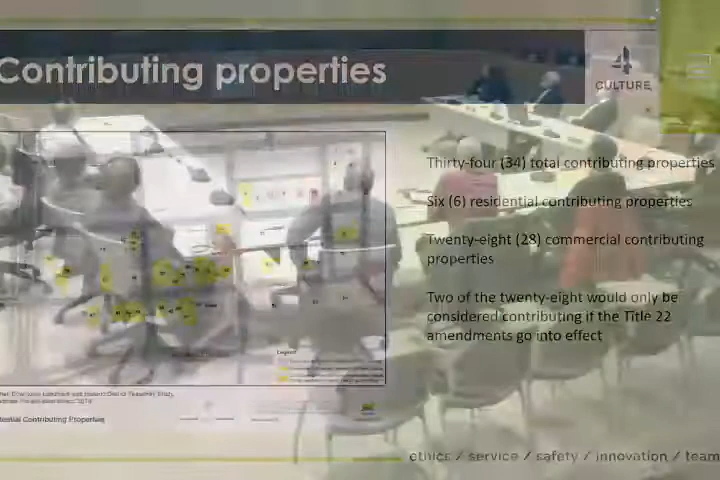 Contributing properties
4
CULTURE
Thirty-four (34) total contributing properties
Six (6) residential contributing properties
Twenty-eight (28) commercial contributing
properties
Two of the twenty-eight would only be
considered contributing if the Title 22
amendments go into effect
Legend
ential Contributing Properties
ethics / service / safety / innovation / team